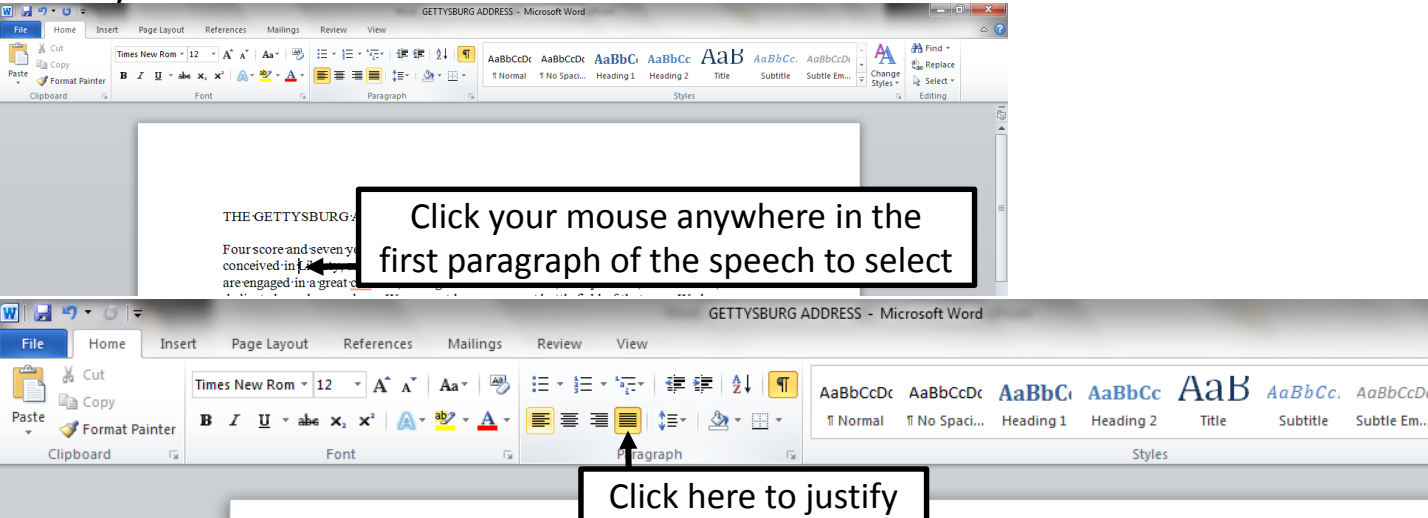 GETTYSBURG ADDRESS - Microsoft Word
File Home Insert Page Layout References Mailings Review View
Paste
Cut
Copy
Format Painter
Clipboard
Times New Rom 12
Font
Paragraph
AaBbCcDc AaBbCcDc AaBbC AaBbCc AaB AaBbCc. AaBbCcDc
¶ Normal ¶ No Spaci... Heading 1 Heading 2 Title Subtitle Subtle Em...
Styles
Change Styles
Find
Replace
Select
Editing
THE·GETTYSBURG·A
Click your mouse anywhere in the
first paragraph of the speech to select
Four·score·and·seven·ye
conceived·in·
are·engaged·in·a·great·
GETTYSBURG ADDRESS - Microsoft Word
File Home Insert Page Layout References Mailings Review View
Paste
Cut
Copy
Format Painter
Clipboard
Times New Rom 12
Font
Paragraph
AaBbCcDc AaBbCcDc AaBbC AaBbCc AaB AaBbCc. AaBbCcDc
¶ Normal ¶ No Spaci... Heading 1 Heading 2 Title Subtitle Subtle Em...
Styles
Click here to justify